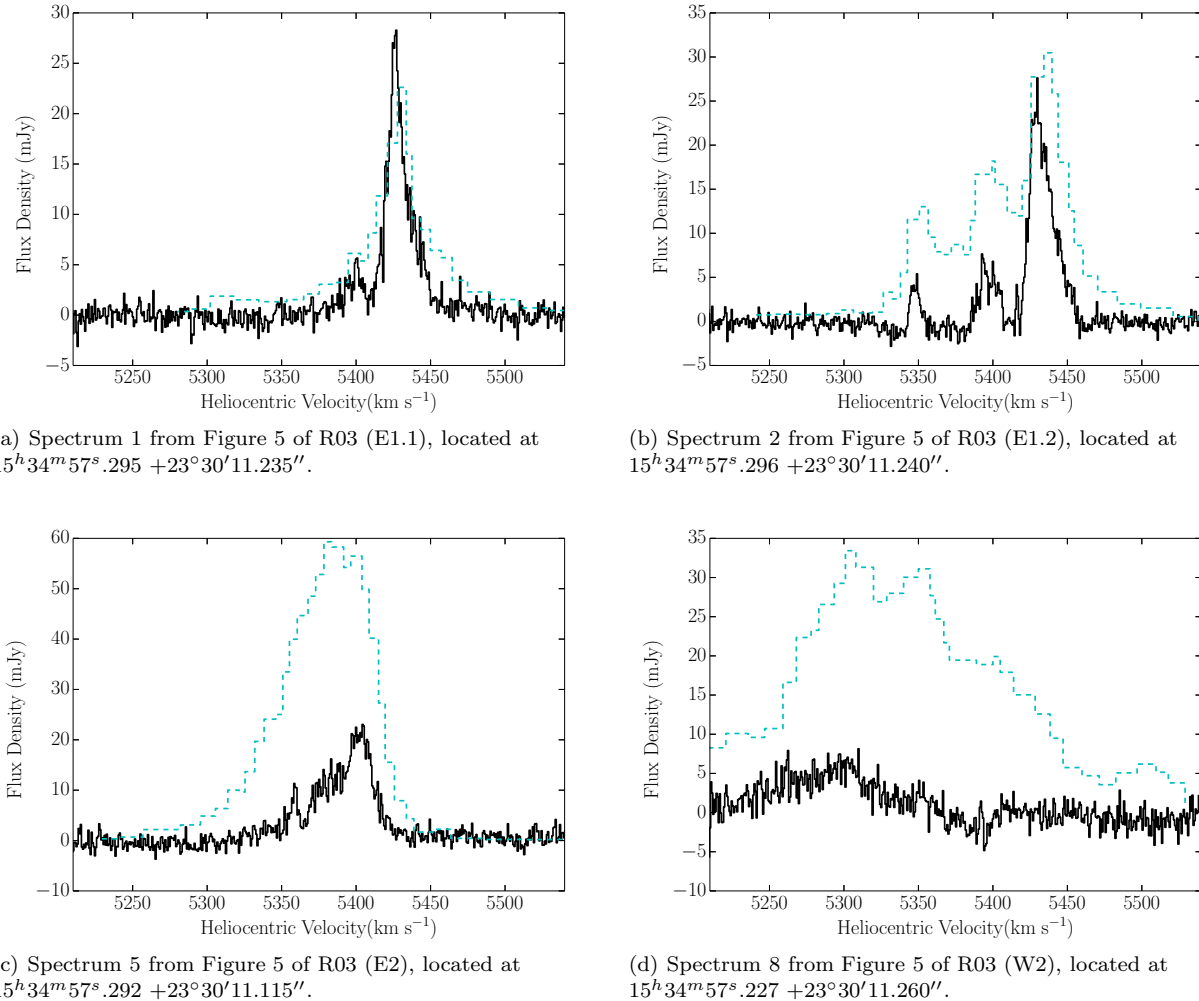 30
25
20
15
10
5
0
−5
Flux Density (mJy)
5250 5300 5350 5400 5450 5500
Heliocentric Velocity(km s⁻¹)
a) Spectrum 1 from Figure 5 of R03 (E1.1), located at
15ʰ34ᵐ57ˢ.295 +23°30′11.235″.
35
30
25
20
15
10
5
0
−5
Flux Density (mJy)
5250 5300 5350 5400 5450 5500
Heliocentric Velocity(km s⁻¹)
(b) Spectrum 2 from Figure 5 of R03 (E1.2), located at
15ʰ34ᵐ57ˢ.296 +23°30′11.240″.
60
50
40
30
20
10
0
−10
Flux Density (mJy)
5250 5300 5350 5400 5450 5500
Heliocentric Velocity(km s⁻¹)
c) Spectrum 5 from Figure 5 of R03 (E2), located at
15ʰ34ᵐ57ˢ.292 +23°30′11.115″.
35
30
25
20
15
10
5
0
−5
−10
Flux Density (mJy)
5250 5300 5350 5400 5450 5500
Heliocentric Velocity(km s⁻¹)
(d) Spectrum 8 from Figure 5 of R03 (W2), located at
15ʰ34ᵐ57ˢ.227 +23°30′11.260″.